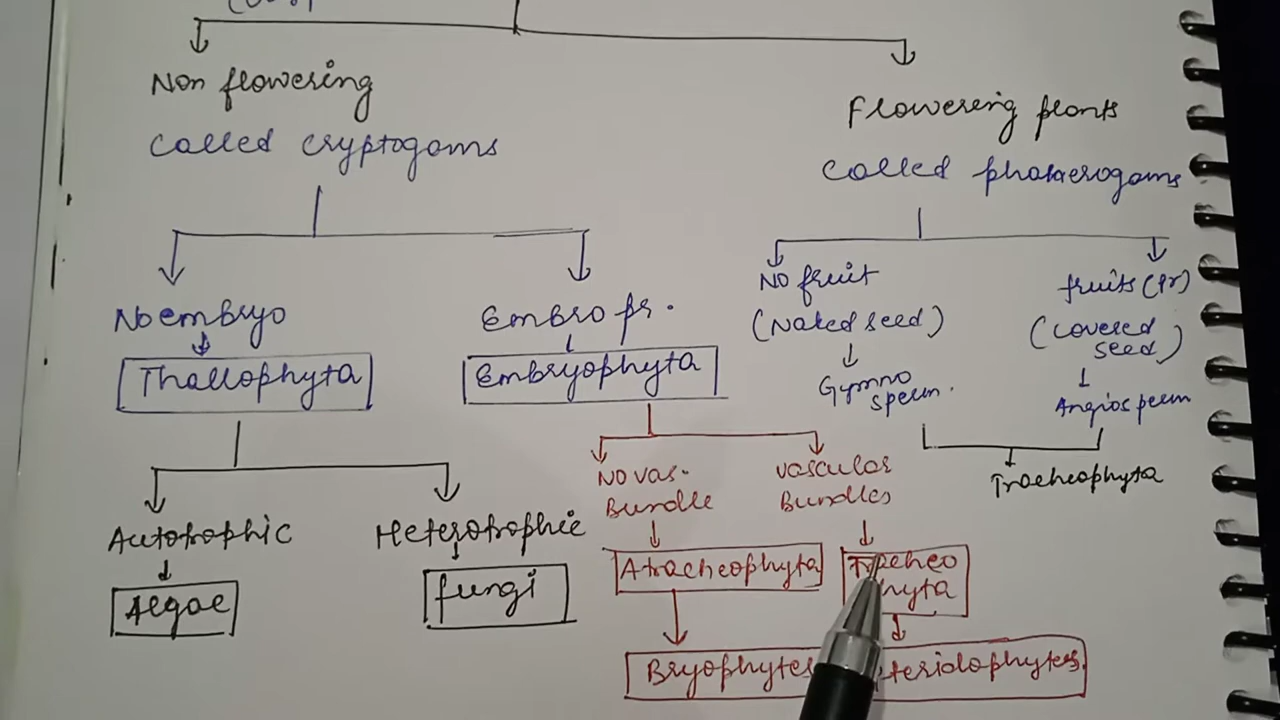 Non flowering
called cryptogams
Flowering plants
called phanerogams
No embryo
Thallophyta
Embro pr.
Embryophyta
No fruit
(Naked seed)
Gymno
sperm.
fruits (pr)
(covered
seed)
Angiosperm
Tracheophyta
Autotrophic
Algae
Heterotrophic
fungi
No vas.
Bundle
Atracheophyta
vascular
Bundles
Tracheo
phyta
Bryophytes
pteridophytes